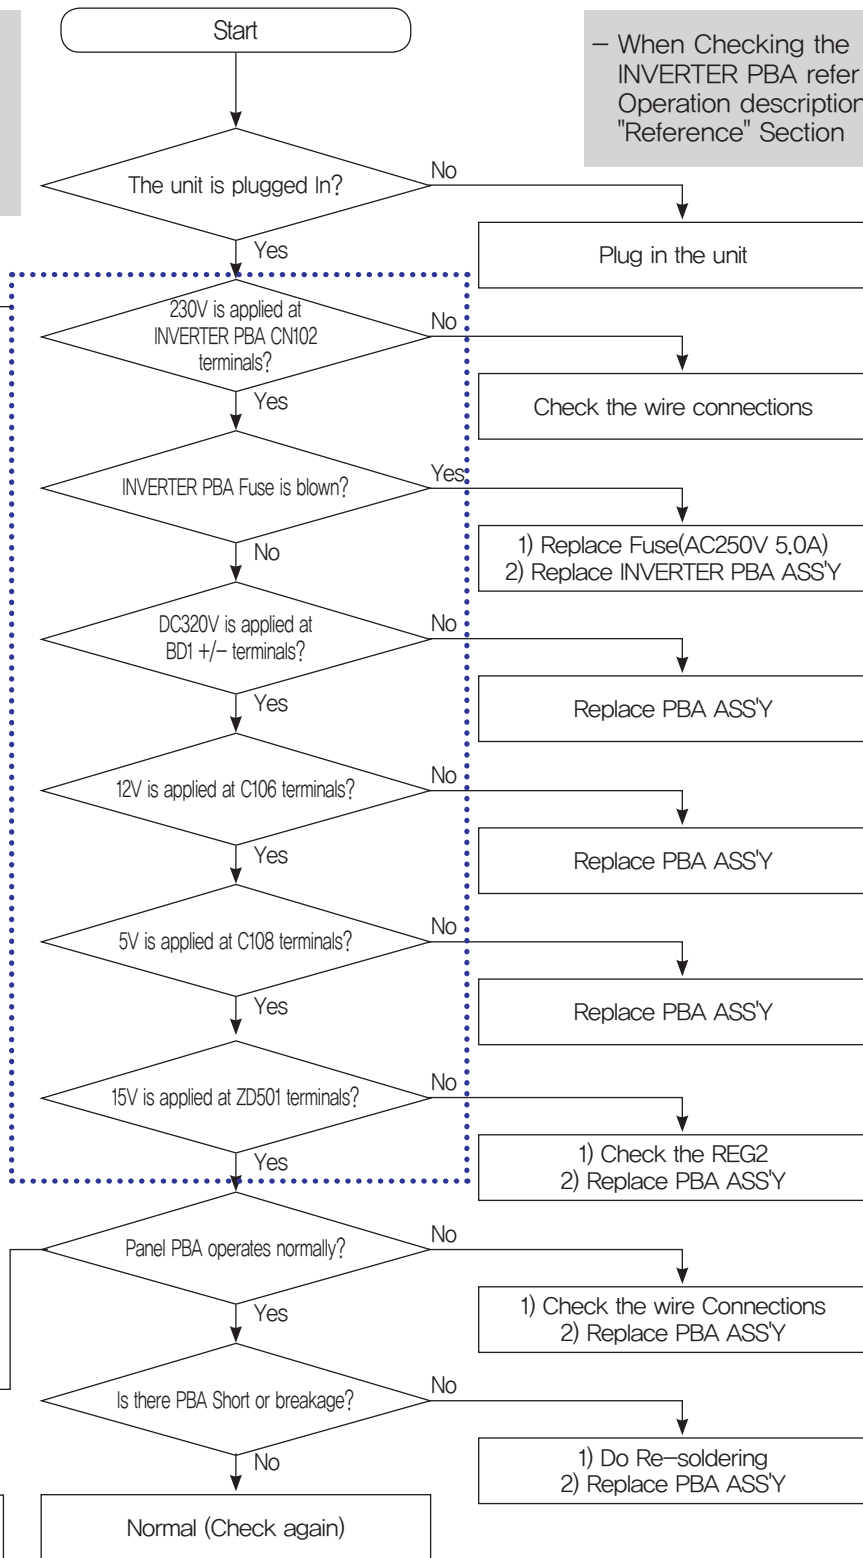 Start
– When Checking the
INVERTER PBA refer
Operation description
"Reference" Section
The unit is plugged In?
No
Plug in the unit
Yes
230V is applied at
INVERTER PBA CN102
terminals?
No
Check the wire connections
Yes
INVERTER PBA Fuse is blown?
Yes
1) Replace Fuse(AC250V 5.0A)
2) Replace INVERTER PBA ASS'Y
No
DC320V is applied at
BD1 +/– terminals?
No
Replace PBA ASS'Y
Yes
12V is applied at C106 terminals?
No
Replace PBA ASS'Y
Yes
5V is applied at C108 terminals?
No
Replace PBA ASS'Y
Yes
15V is applied at ZD501 terminals?
No
1) Check the REG2
2) Replace PBA ASS'Y
Yes
Panel PBA operates normally?
No
1) Check the wire Connections
2) Replace PBA ASS'Y
Yes
Is there PBA Short or breakage?
No
1) Do Re–soldering
2) Replace PBA ASS'Y
No
Normal (Check again)